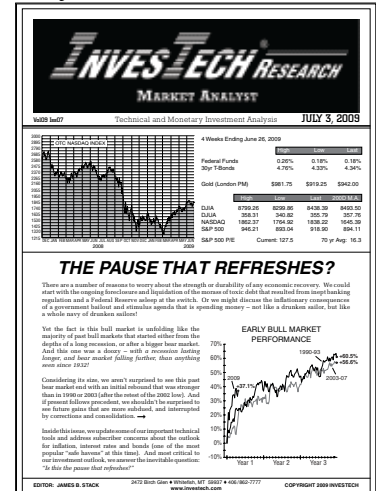 INVESTECH RESEARCH
MARKET ANALYST
Vol09 Iss07 Technical and Monetary Investment Analysis JULY 3, 2009
OTC NASDAQ INDEX
2008 2009
4 Weeks Ending June 26, 2009
High Low Last
Federal Funds 0.26% 0.18% 0.18%
30yr T-Bonds 4.76% 4.33% 4.34%
Gold (London PM) $981.75 $919.25 $942.00
High Low Last 200D M.A.
DJIA 8799.26 8299.86 8438.39 8493.50
DJUA 358.31 340.82 355.79 357.76
NASDAQ 1862.37 1764.92 1838.22 1645.39
S&P 500 946.21 893.04 918.90 894.11
S&P 500 P/E Current: 127.5 70 yr Avg: 16.3
THE PAUSE THAT REFRESHES?
There are a number of reasons to worry about the strength or durability of any economic recovery. We could
start with the ongoing foreclosure and liquidation of the morass of toxic debt that resulted from inept banking
regulation and a Federal Reserve asleep at the switch. Or we might discuss the inflationary consequences
of a government bailout and stimulus agenda that is spending money – not like a drunken sailor, but like
a whole navy of drunken sailors!
Yet the fact is this bull market is unfolding like the
majority of past bull markets that started either from the
depths of a long recession, or after a bigger bear market.
And this one was a doozy – with a recession lasting
longer, and bear market falling further, than anything
seen since 1932!
Considering its size, we aren't surprised to see this past
bear market end with an initial rebound that was stronger
than in 1990 or 2003 (after the retest of the 2002 low). And
if present follows precedent, we shouldn't be surprised to
see future gains that are more subdued, and interrupted
by corrections and consolidation. →
Inside this issue, we update some of our important technical
tools and address subscriber concerns about the outlook
for inflation, interest rates and bonds (one of the most
popular "safe havens" at this time). And most critical to
our investment outlook, we answer the inevitable question:
"Is this the pause that refreshes?"
EARLY BULL MARKET
PERFORMANCE
70%
60%
50%
40%
30%
20%
10%
0%
-10%
1990-93
+60.5%
+56.6%
2009
+37.1%
2003-07
Year 1 Year 2 Year 3
EDITOR: JAMES B. STACK
2472 Birch Glen ♦ Whitefish, MT 59937 ♦ 406/862-7777
www.investech.com
COPYRIGHT 2009 INVESTECH